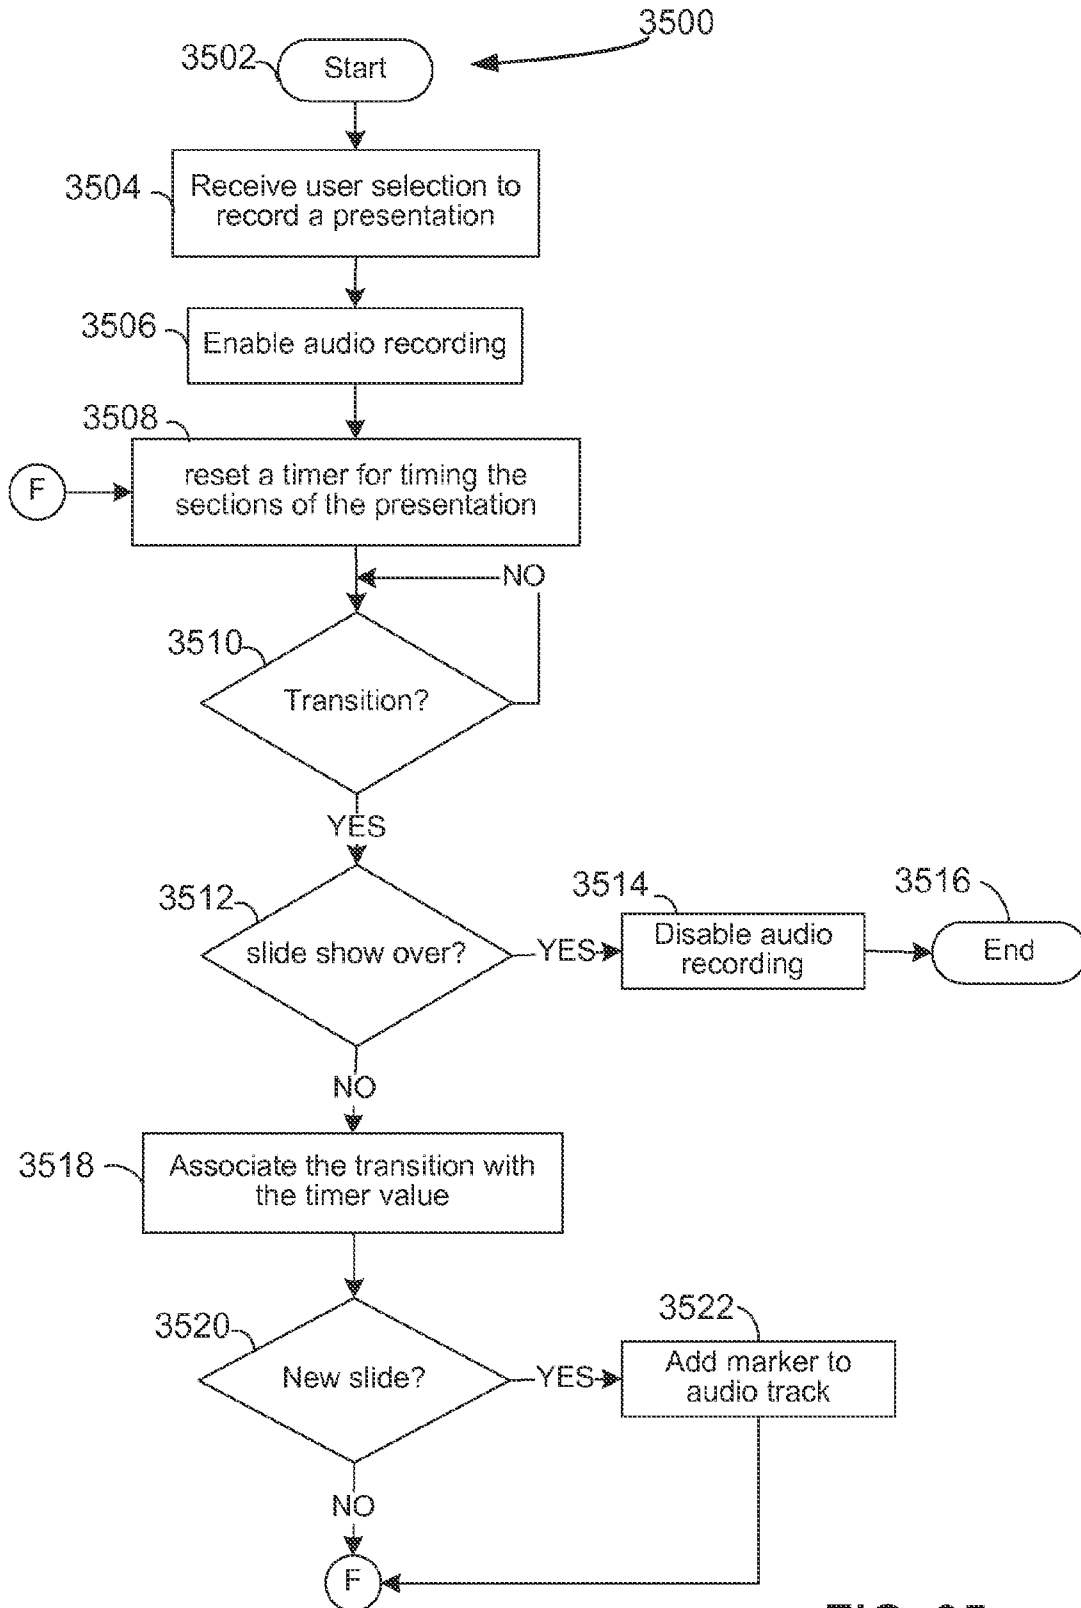 3500
3502
Start
3504
Receive user selection to
record a presentation
3506
Enable audio recording
3508
F
reset a timer for timing the
sections of the presentation
NO
3510
Transition?
YES
3512
slide show over?
YES
3514
Disable audio
recording
3516
End
NO
3518
Associate the transition with
the timer value
3520
New slide?
YES
3522
Add marker to
audio track
NO
F